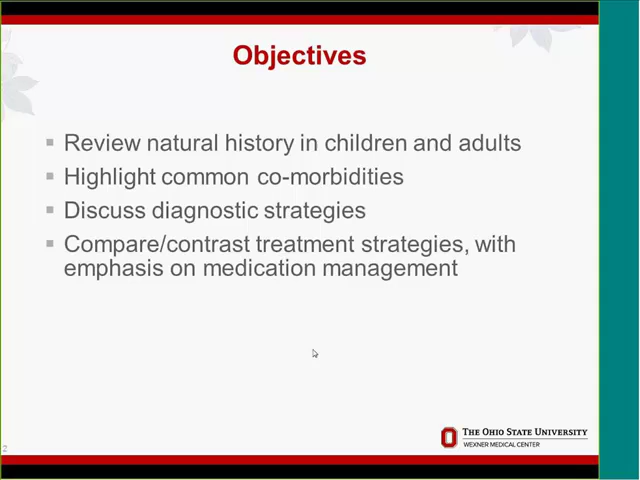 Objectives
Review natural history in children and adults
Highlight common co-morbidities
Discuss diagnostic strategies
Compare/contrast treatment strategies, with
emphasis on medication management
THE OHIO STATE UNIVERSITY
WEXNER MEDICAL CENTER
2